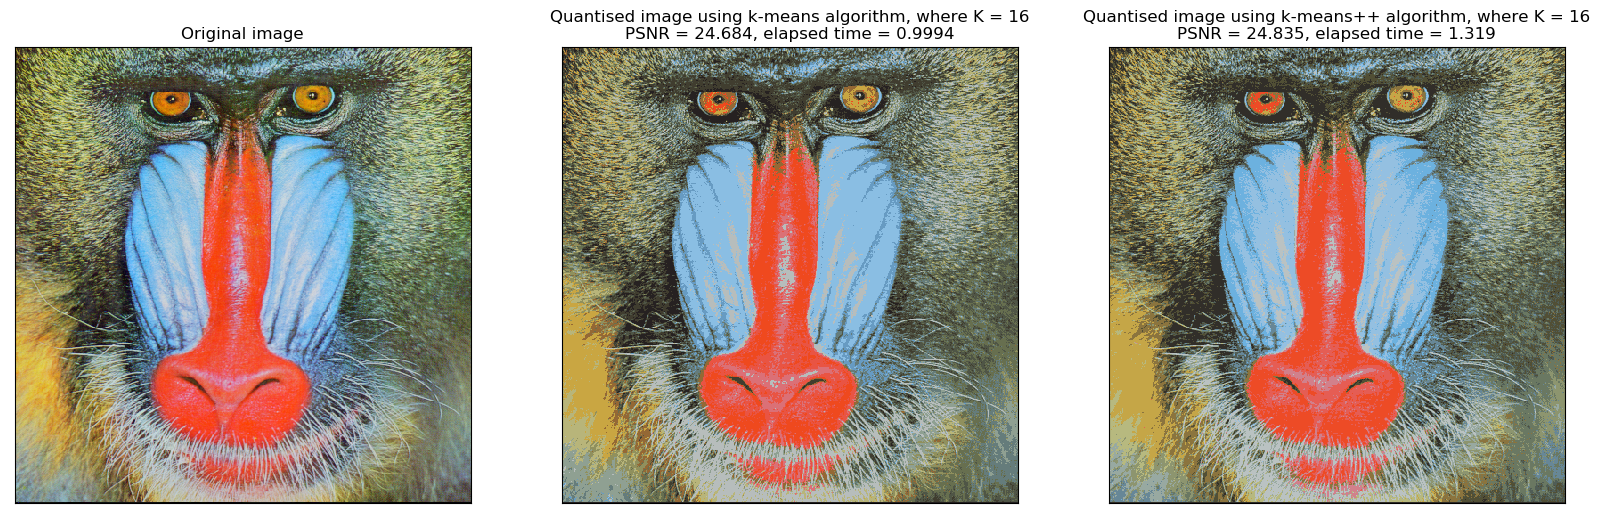 Original image
Quantised image using k-means algorithm, where K = 16
PSNR = 24.684, elapsed time = 0.9994
Quantised image using k-means++ algorithm, where K = 16
PSNR = 24.835, elapsed time = 1.319